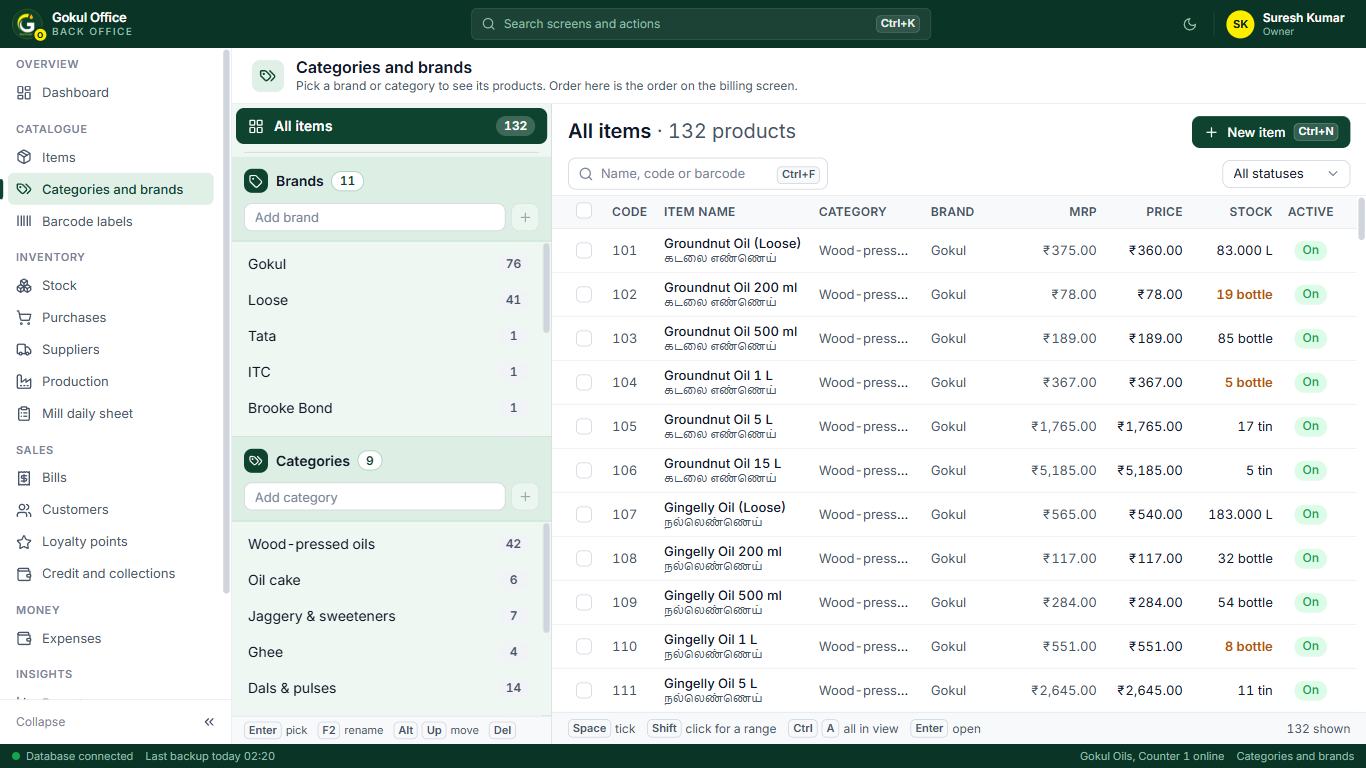 Gokul Office
BACK OFFICE
Search screens and actions Ctrl+K
SK
Suresh Kumar
Owner
OVERVIEW
Dashboard
CATALOGUE
Items
Categories and brands
Barcode labels
INVENTORY
Stock
Purchases
Suppliers
Production
Mill daily sheet
SALES
Bills
Customers
Loyalty points
Credit and collections
MONEY
Expenses
INSIGHTS
Collapse
Categories and brands
Pick a brand or category to see its products. Order here is the order on the billing screen.
All items 132
Brands 11
Add brand +
Gokul 76
Loose 41
Tata 1
ITC 1
Brooke Bond 1
Categories 9
Add category +
Wood-pressed oils 42
Oil cake 6
Jaggery & sweeteners 7
Ghee 4
Dals & pulses 14
Enter pick F2 rename Alt Up move Del
All items · 132 products
+ New item Ctrl+N
Name, code or barcode Ctrl+F
All statuses
CODE ITEM NAME CATEGORY BRAND MRP PRICE STOCK ACTIVE
101 Groundnut Oil (Loose) Wood-press... Gokul ₹375.00 ₹360.00 83.000 L On
கடலை எண்ணெய்
102 Groundnut Oil 200 ml Wood-press... Gokul ₹78.00 ₹78.00 19 bottle On
கடலை எண்ணெய்
103 Groundnut Oil 500 ml Wood-press... Gokul ₹189.00 ₹189.00 85 bottle On
கடலை எண்ணெய்
104 Groundnut Oil 1 L Wood-press... Gokul ₹367.00 ₹367.00 5 bottle On
கடலை எண்ணெய்
105 Groundnut Oil 5 L Wood-press... Gokul ₹1,765.00 ₹1,765.00 17 tin On
கடலை எண்ணெய்
106 Groundnut Oil 15 L Wood-press... Gokul ₹5,185.00 ₹5,185.00 5 tin On
கடலை எண்ணெய்
107 Gingelly Oil (Loose) Wood-press... Gokul ₹565.00 ₹540.00 183.000 L On
நல்லெண்ணெய்
108 Gingelly Oil 200 ml Wood-press... Gokul ₹117.00 ₹117.00 32 bottle On
நல்லெண்ணெய்
109 Gingelly Oil 500 ml Wood-press... Gokul ₹284.00 ₹284.00 54 bottle On
நல்லெண்ணெய்
110 Gingelly Oil 1 L Wood-press... Gokul ₹551.00 ₹551.00 8 bottle On
நல்லெண்ணெய்
111 Gingelly Oil 5 L Wood-press... Gokul ₹2,645.00 ₹2,645.00 11 tin On
நல்லெண்ணெய்
Space tick Shift click for a range Ctrl A all in view Enter open 132 shown
Database connected Last backup today 02:20 Gokul Oils, Counter 1 online Categories and brands